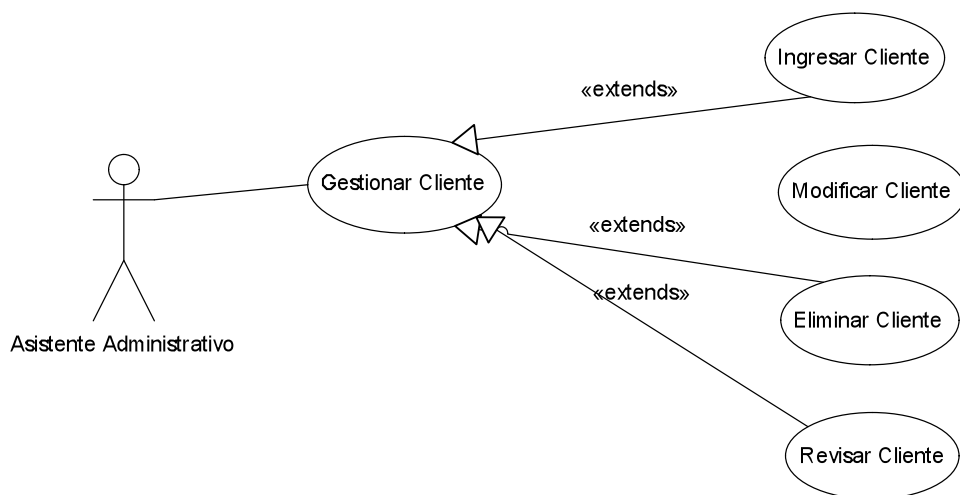 Ingresar Cliente
«extends»
Gestionar Cliente
Modificar Cliente
«extends»
«extends»
Eliminar Cliente
Asistente Administrativo
Revisar Cliente